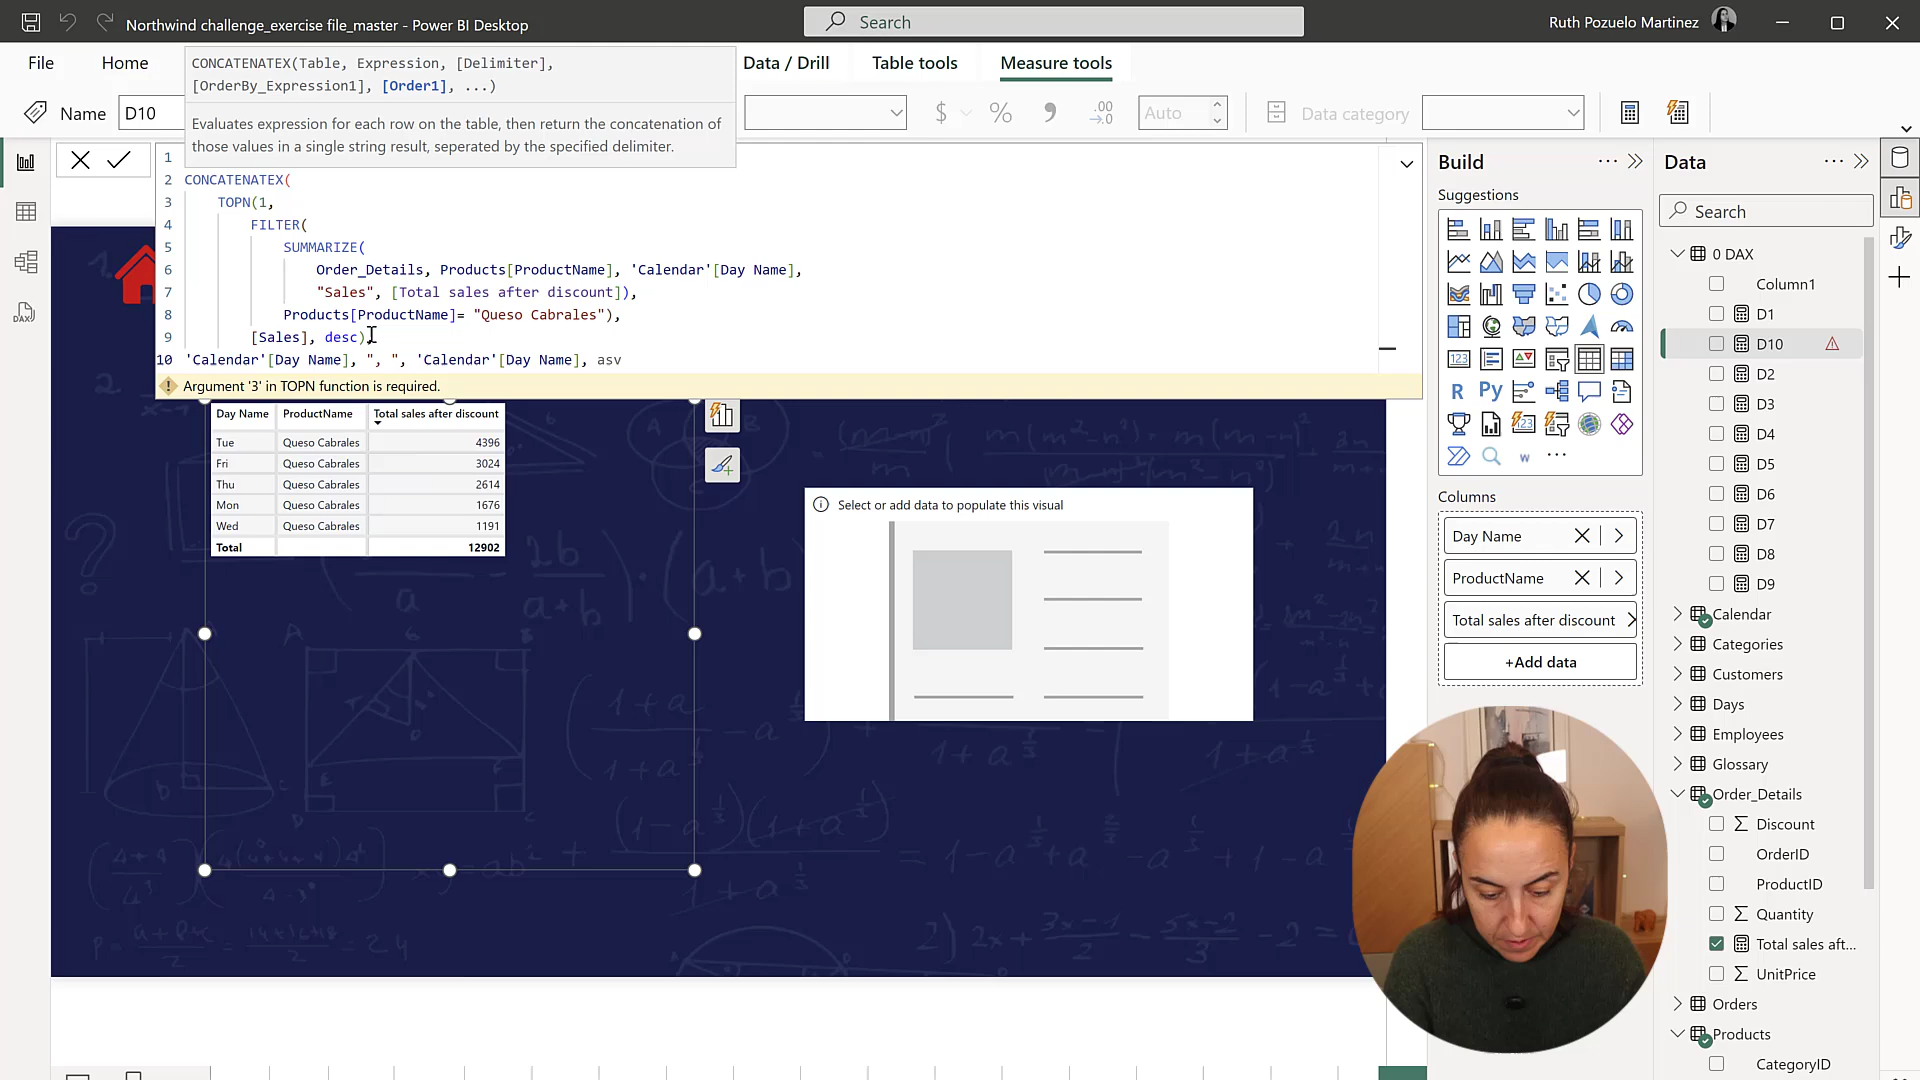 Northwind challenge_exercise file_master - Power BI Desktop
Search
Ruth Pozuelo Martinez
File
Home
Data / Drill
Table tools
Measure tools
CONCATENATEX(Table, Expression, [Delimiter],
[OrderBy_Expression1], [Order1], ...)
Evaluates expression for each row on the table, then return the concatenation of
those values in a single string result, seperated by the specified delimiter.
Name
D10
$
%
Auto
Data category
1
2 CONCATENATEX(
3 TOPN(1,
4 FILTER(
5 SUMMARIZE(
6 Order_Details, Products[ProductName], 'Calendar'[Day Name],
7 "Sales", [Total sales after discount]),
8 Products[ProductName]= "Queso Cabrales"),
9 [Sales], desc),
10 'Calendar'[Day Name], ", ", 'Calendar'[Day Name], asv
Argument '3' in TOPN function is required.
Day Name ProductName Total sales after discount
Tue Queso Cabrales 4396
Fri Queso Cabrales 3024
Thu Queso Cabrales 2614
Mon Queso Cabrales 1676
Wed Queso Cabrales 1191
Total 12902
Select or add data to populate this visual
Build
Suggestions
123
R
Py
Columns
Day Name
ProductName
Total sales after discount
+Add data
Data
Search
0 DAX
Column1
D1
D10
D2
D3
D4
D5
D6
D7
D8
D9
Calendar
Categories
Customers
Days
Employees
Glossary
Order_Details
Discount
OrderID
ProductID
Quantity
Total sales aft...
UnitPrice
Orders
Products
CategoryID